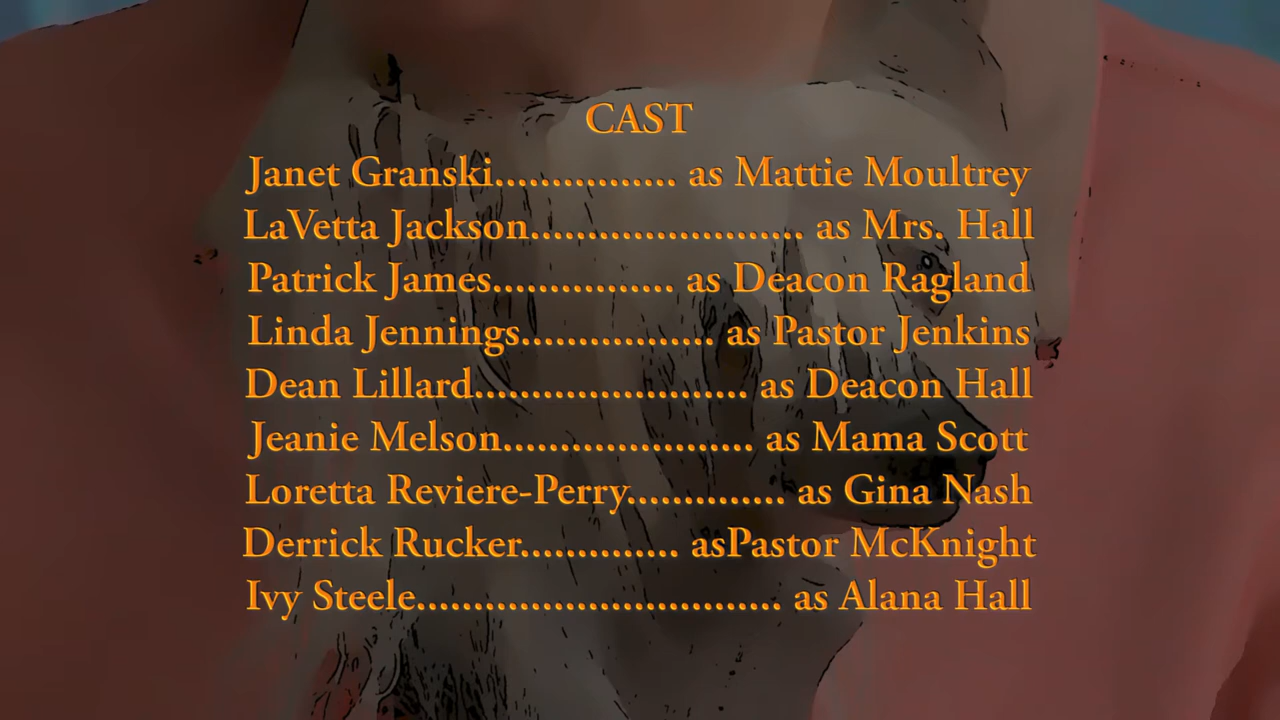 CAST
Janet Granski................ as Mattie Moultrey
LaVetta Jackson........................ as Mrs. Hall
Patrick James................ as Deacon Ragland
Linda Jennings................. as Pastor Jenkins
Dean Lillard........................ as Deacon Hall
Jeanie Melson...................... as Mama Scott
Loretta Reviere-Perry.............. as Gina Nash
Derrick Rucker.............. asPastor McKnight
Ivy Steele................................ as Alana Hall